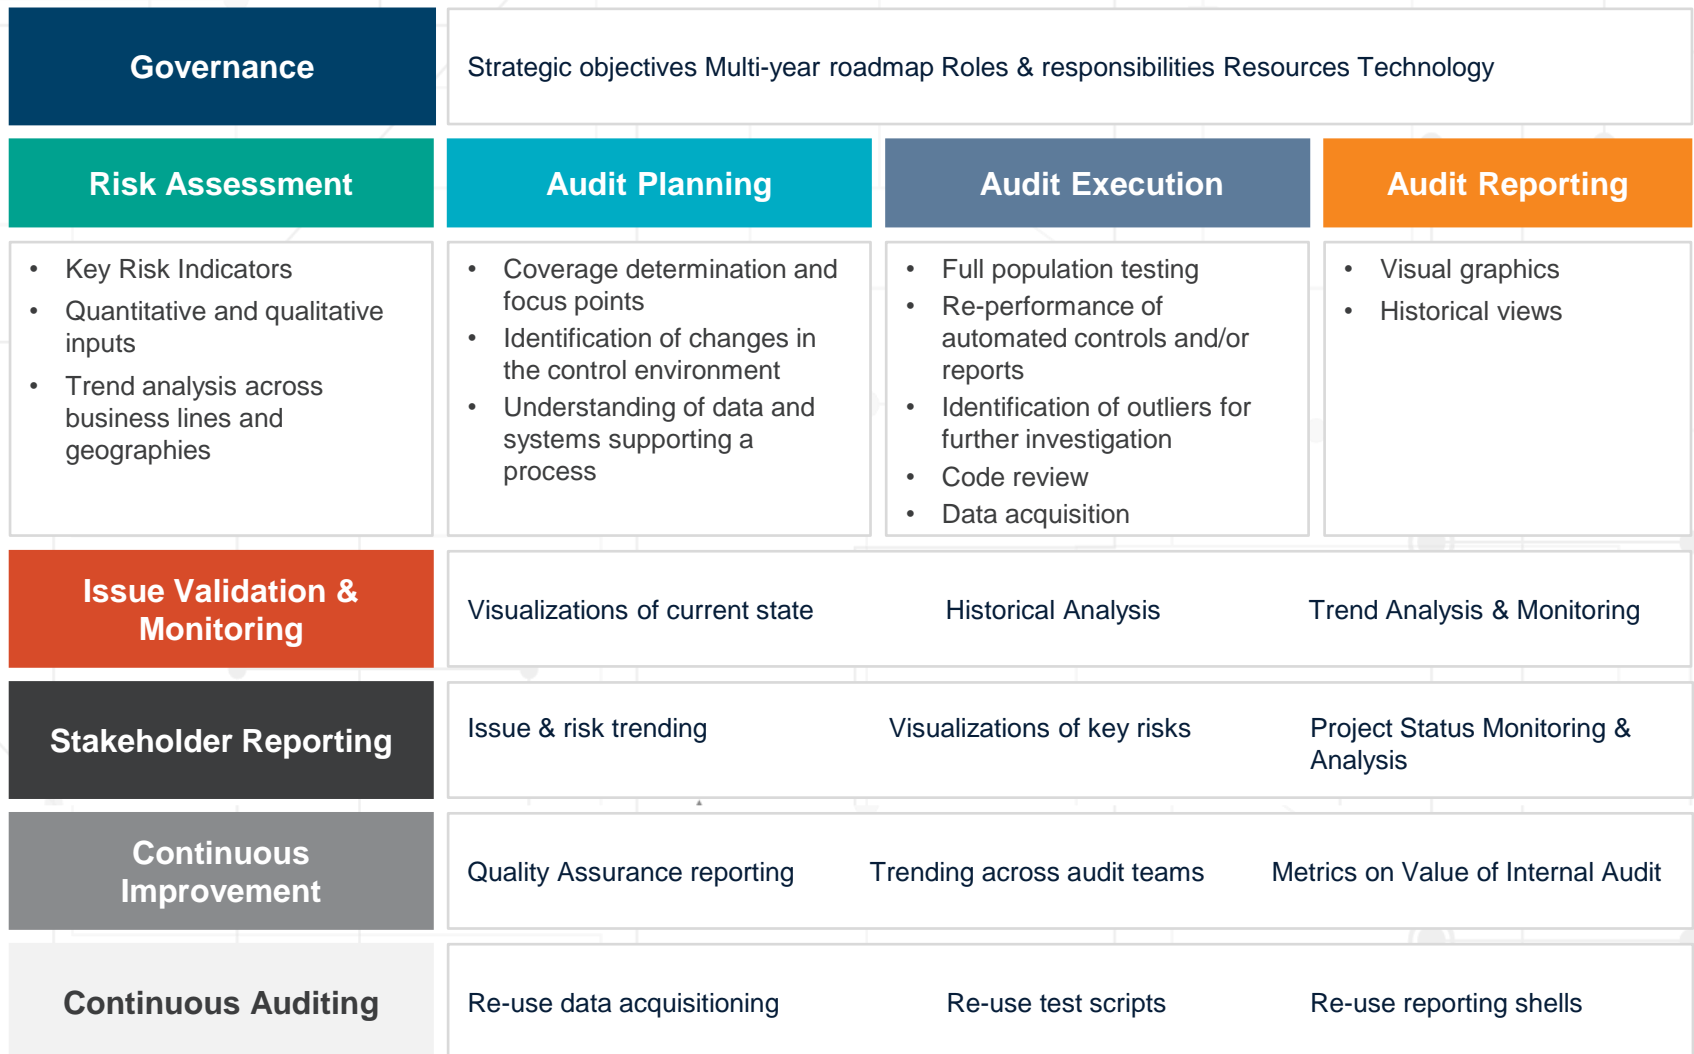 Governance
Strategic objectives Multi-year roadmap Roles & responsibilities Resources Technology
Risk Assessment
Audit Planning
Audit Execution
Audit Reporting
• Key Risk Indicators
• Quantitative and qualitative
inputs
• Trend analysis across
business lines and
geographies
• Coverage determination and
focus points
• Identification of changes in
the control environment
• Understanding of data and
systems supporting a
process
• Full population testing
• Re-performance of
automated controls and/or
reports
• Identification of outliers for
further investigation
• Code review
• Data acquisition
• Visual graphics
• Historical views
Issue Validation &
Monitoring
Visualizations of current state
Historical Analysis
Trend Analysis & Monitoring
Stakeholder Reporting
Issue & risk trending
Visualizations of key risks
Project Status Monitoring &
Analysis
Continuous
Improvement
Quality Assurance reporting
Trending across audit teams
Metrics on Value of Internal Audit
Continuous Auditing
Re-use data acquisitioning
Re-use test scripts
Re-use reporting shells